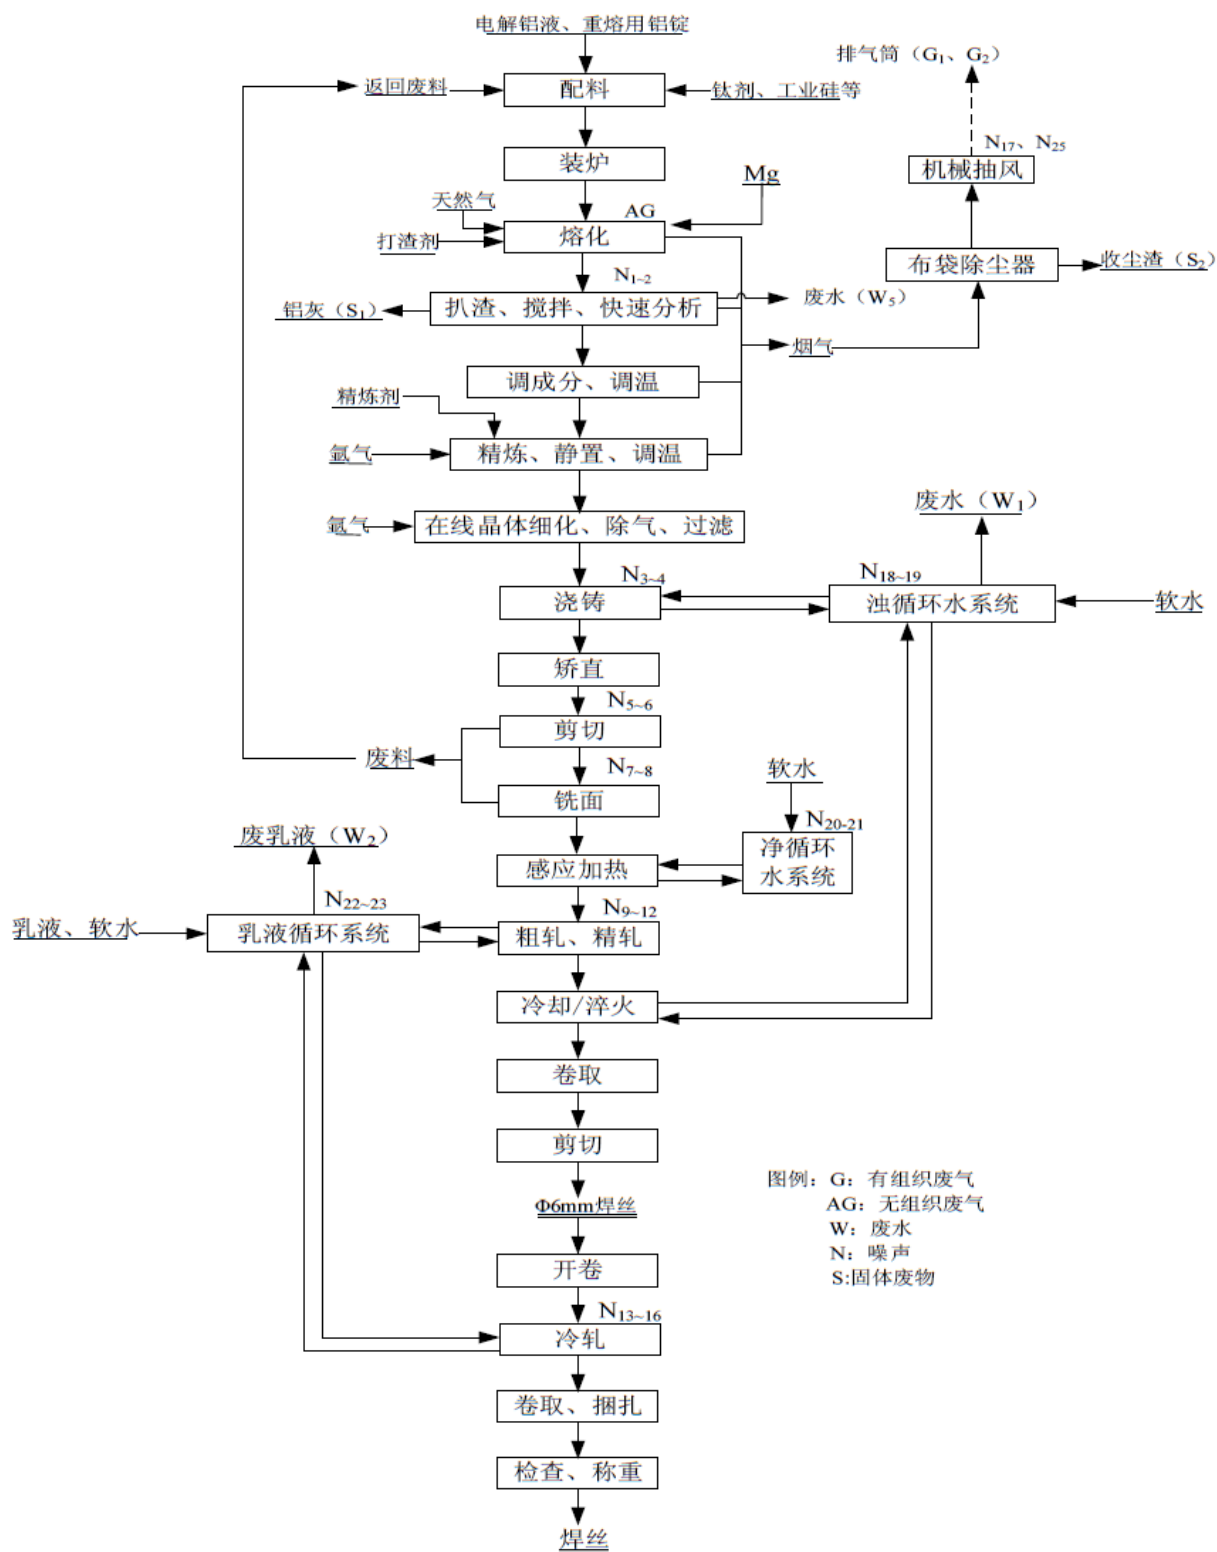 电解铝液、重熔用铝锭
排气筒（G₁、G₂）
返回废料
配料
钛剂、工业硅等
N₁₇、N₂₅
机械抽风
装炉
Mg
天然气
AG
打渣剂
熔化
布袋除尘器
收尘渣（S₂）
N₁~₂
铝灰（S₁）
扒渣、搅拌、快速分析
废水（W₅）
烟气
调成分、调温
精炼剂
氩气
精炼、静置、调温
废水（W₁）
氩气
在线晶体细化、除气、过滤
N₃~₄
N₁₈~₁₉
浇铸
浊循环水系统
软水
矫直
N₅~₆
剪切
废料
N₇~₈
软水
铣面
N₂₀₋₂₁
废乳液（W₂）
净循环
水系统
感应加热
N₂₂~₂₃
N₉~₁₂
乳液、软水
乳液循环系统
粗轧、精轧
冷却/淬火
卷取
剪切
图例：G：有组织废气
AG：无组织废气
W：废水
N：噪声
S:固体废物
Φ6mm焊丝
开卷
N₁₃~₁₆
冷轧
卷取、捆扎
检查、称重
焊丝